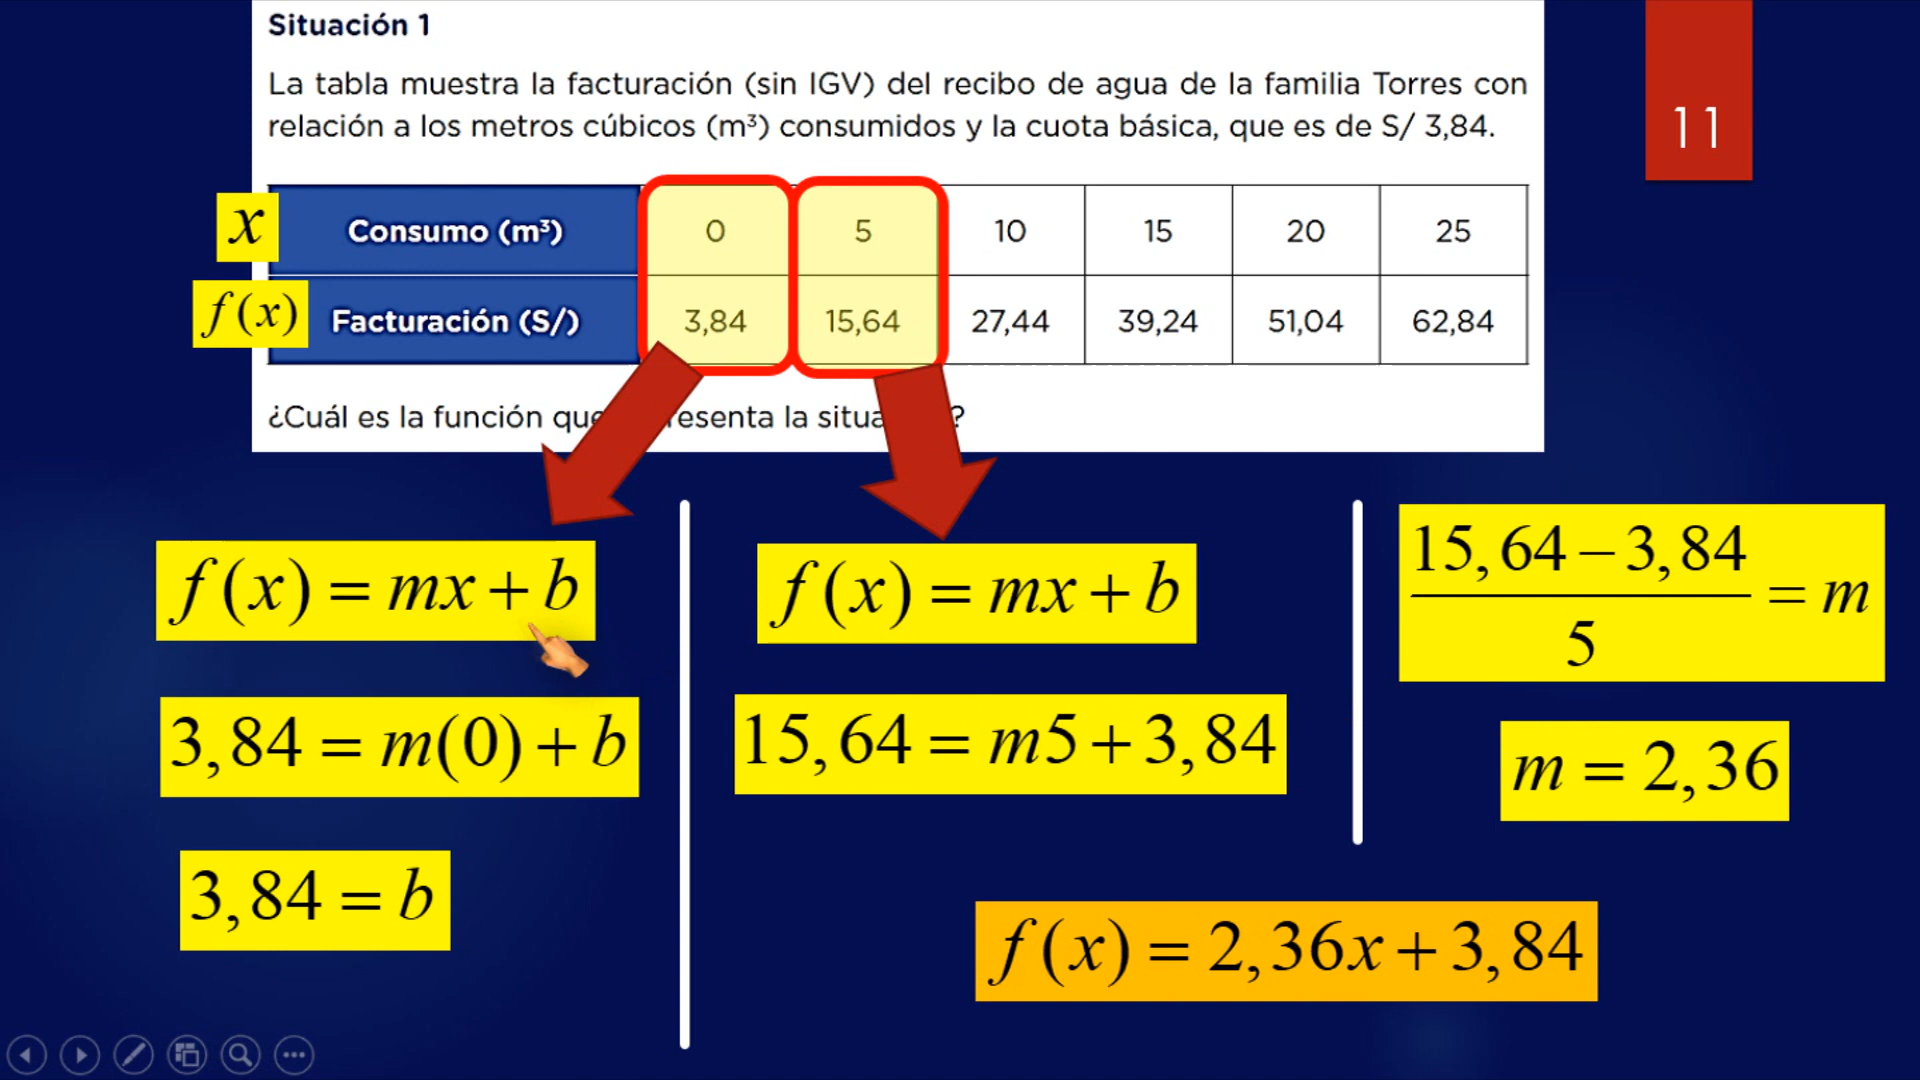 Situación 1
11
La tabla muestra la facturación (sin IGV) del recibo de agua de la familia Torres con
relación a los metros cúbicos (m³) consumidos y la cuota básica, que es de S/ 3,84.
x Consumo (m³) 0 5 10 15 20 25
f(x) Facturación (S/) 3,84 15,64 27,44 39,24 51,04 62,84
¿Cuál es la función que resenta la situa ?
f(x) = mx + b
3,84 = m(0) + b
3,84 = b
f(x) = mx + b
15,64 = m5 + 3,84
15,64 – 3,84
5
= m
m = 2,36
f(x) = 2,36x + 3,84